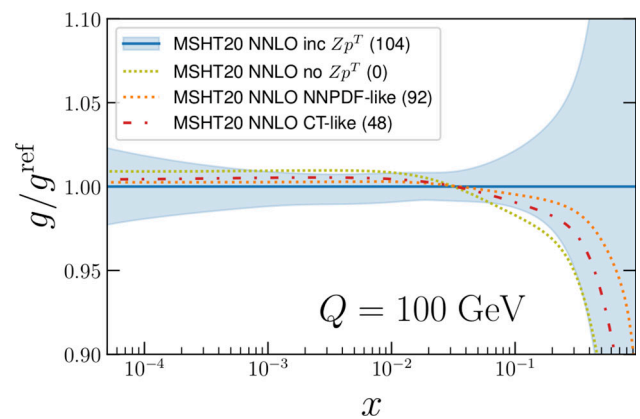 1.10
1.05
1.00
0.95
0.90
g/g^ref
MSHT20 NNLO inc Zp^T (104)
MSHT20 NNLO no Zp^T (0)
MSHT20 NNLO NNPDF-like (92)
MSHT20 NNLO CT-like (48)
Q = 100 GeV
10^−4 10^−3 10^−2 10^−1
x